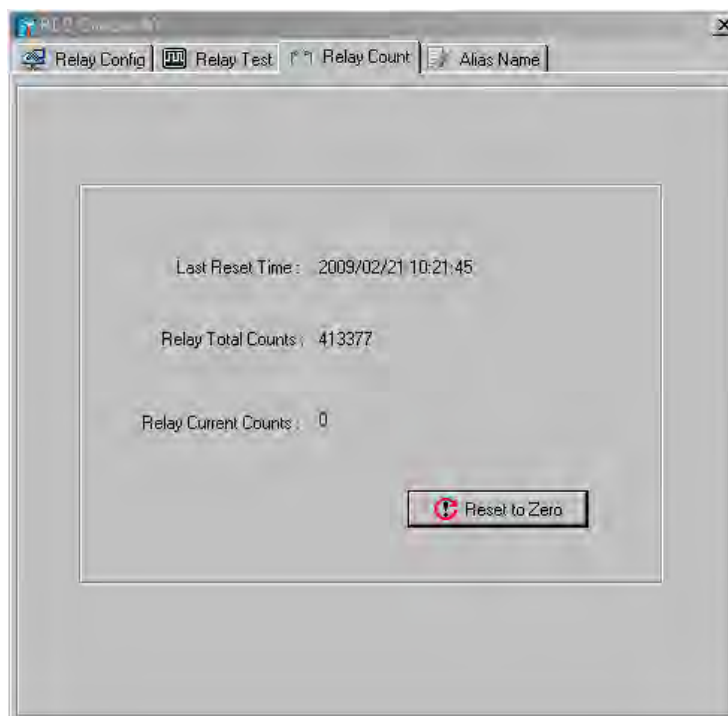 Relay Config Relay Test Relay Count Alias Name
Last Reset Time : 2009/02/21 10:21:45
Relay Total Counts : 413377
Relay Current Counts : 0
Reset to Zero